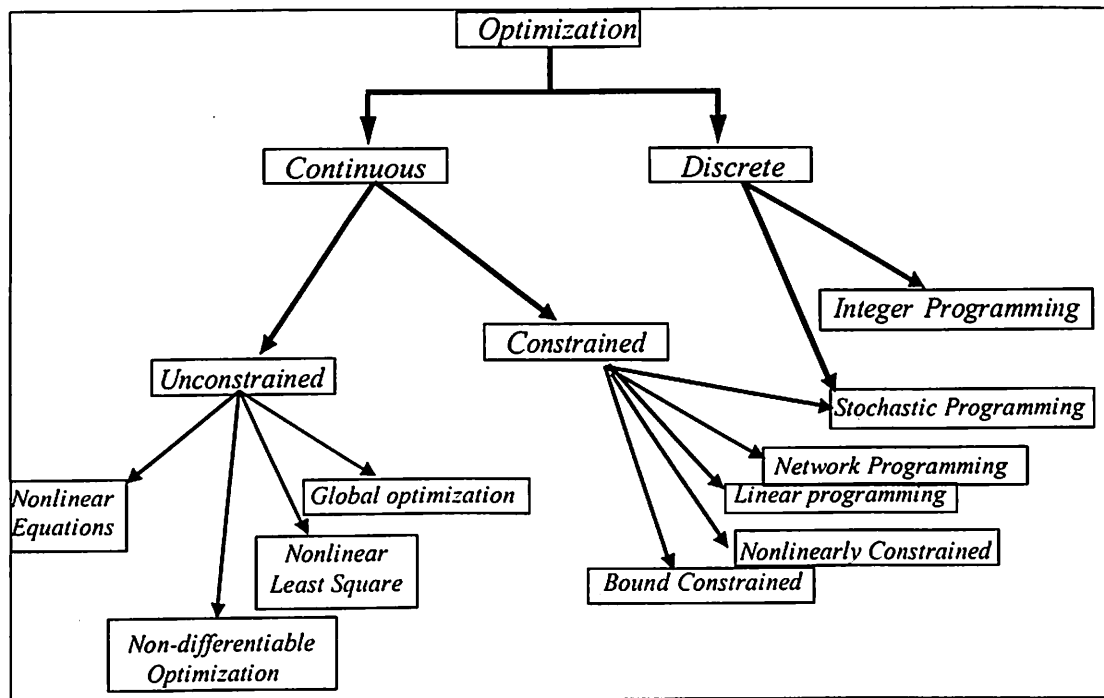 Optimization
Continuous
Discrete
Integer Programming
Constrained
Unconstrained
Stochastic Programming
Network Programming
Linear programming
Global optimization
Nonlinear
Equations
Nonlinearly Constrained
Nonlinear
Least Square
Bound Constrained
Non-differentiable
Optimization